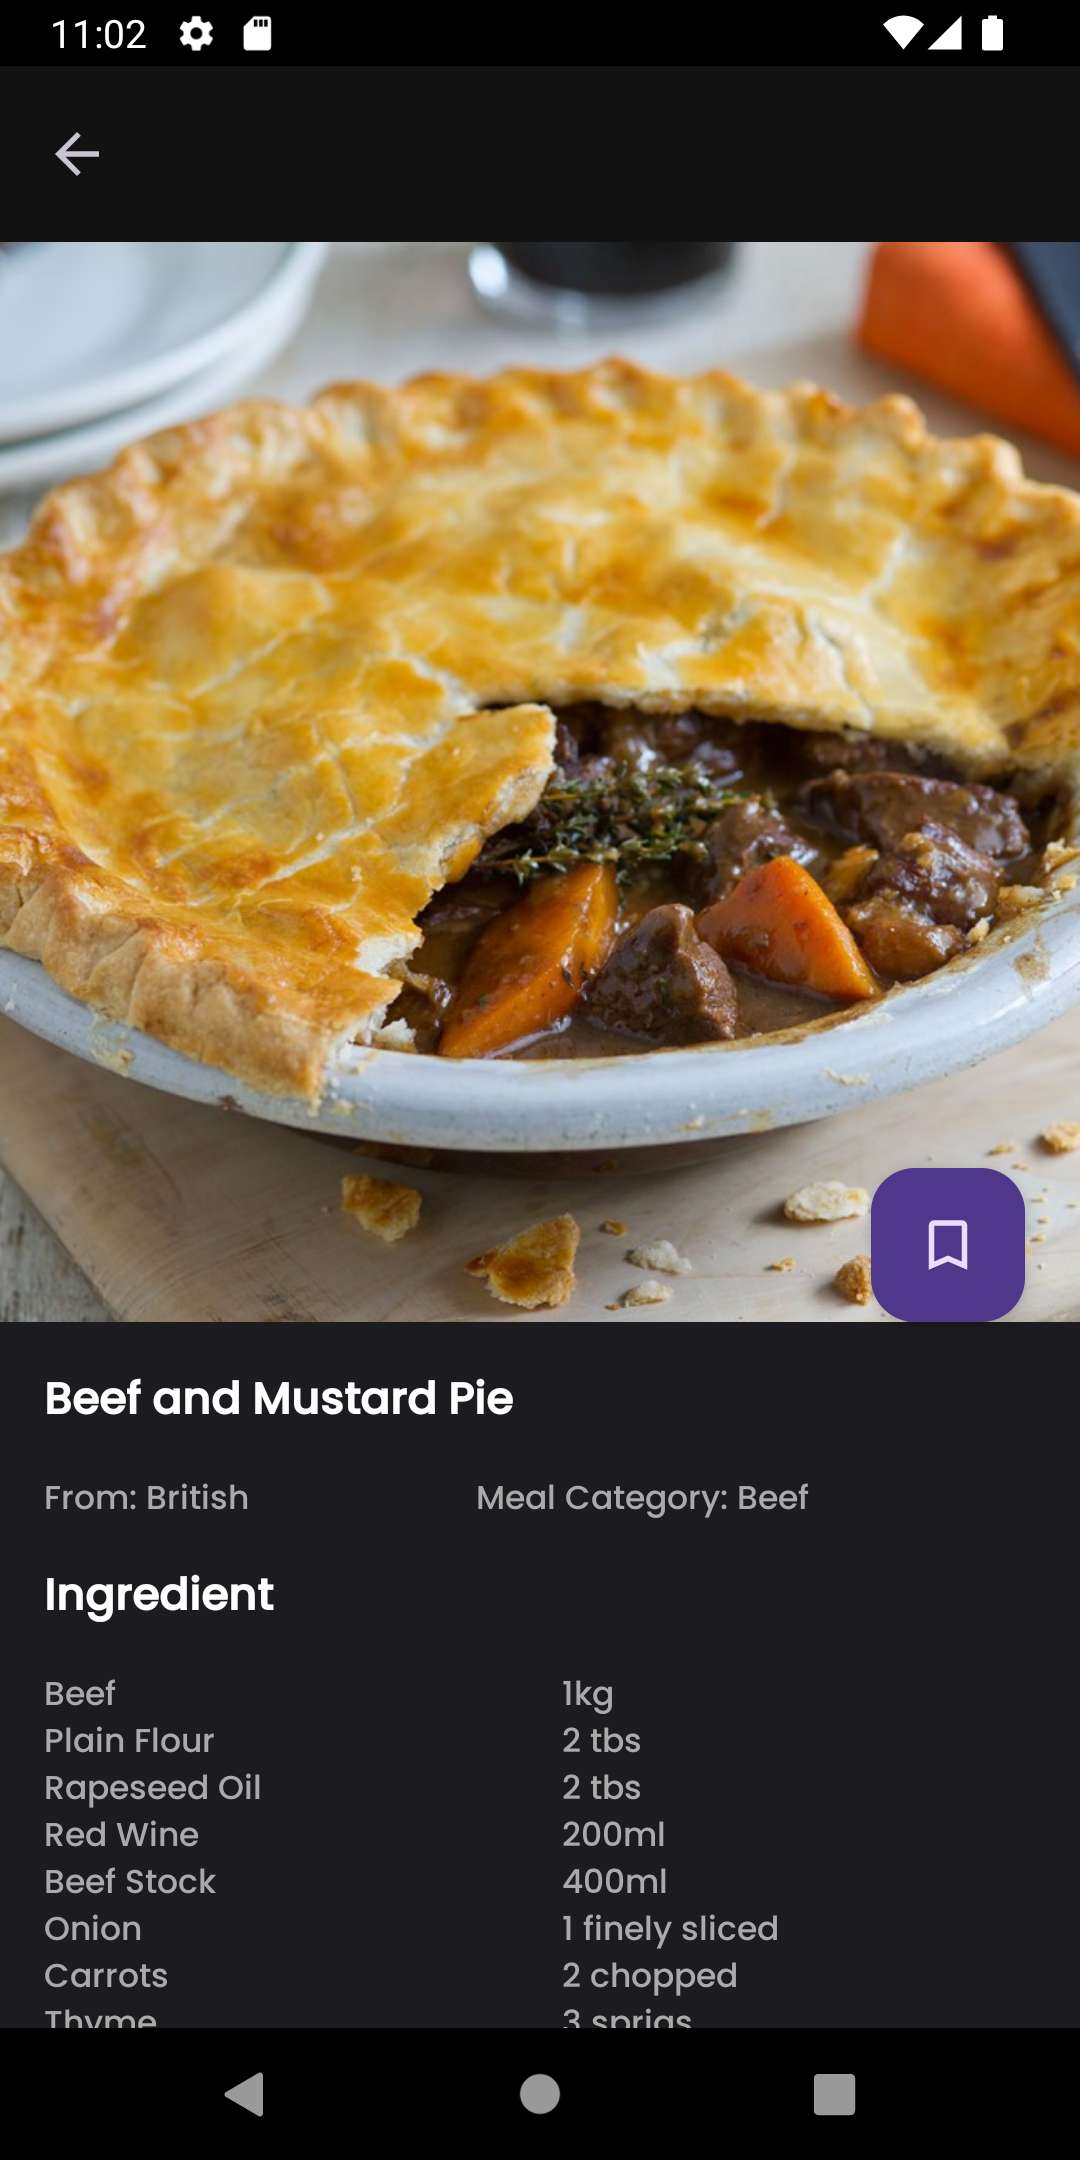 11:02
Beef and Mustard Pie
From: British Meal Category: Beef
Ingredient
Beef 1kg
Plain Flour 2 tbs
Rapeseed Oil 2 tbs
Red Wine 200ml
Beef Stock 400ml
Onion 1 finely sliced
Carrots 2 chopped
Thyme 3 sprigs